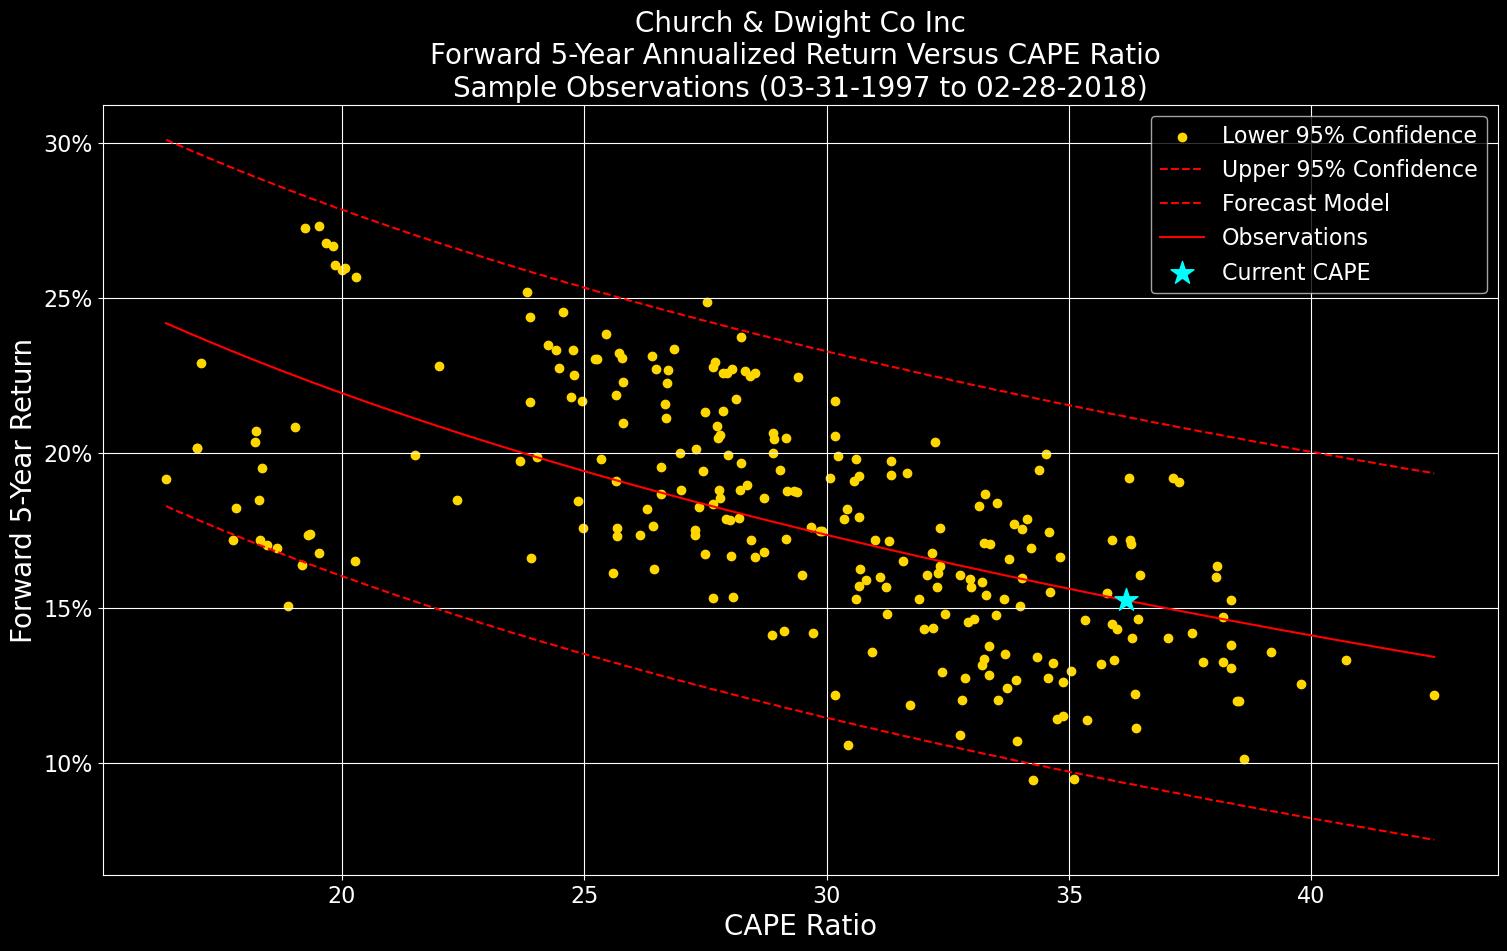 Church & Dwight Co Inc
Forward 5-Year Annualized Return Versus CAPE Ratio
Sample Observations (03-31-1997 to 02-28-2018)
Lower 95% Confidence
Upper 95% Confidence
Forecast Model
Observations
Current CAPE
Forward 5-Year Return
30%
25%
20%
15%
10%
20 25 30 35 40
CAPE Ratio